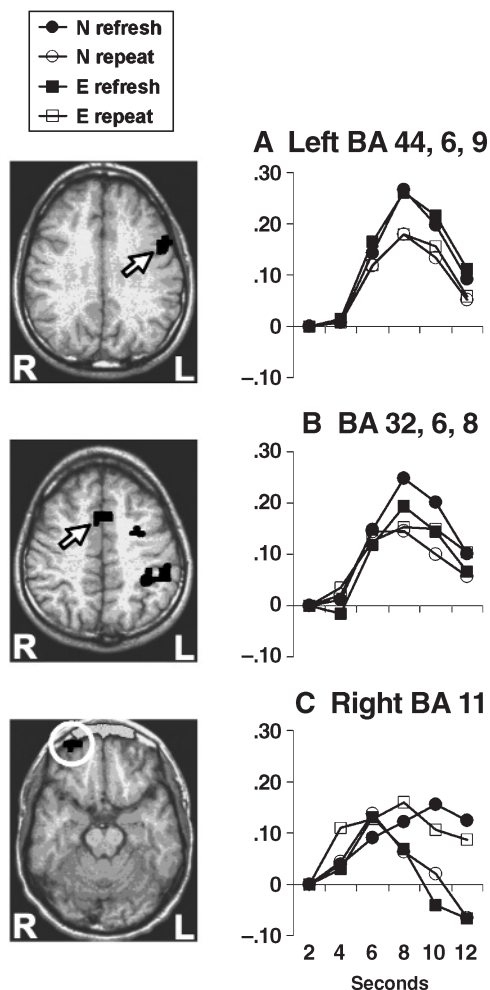 N refresh
N repeat
E refresh
E repeat
A Left BA 44, 6, 9
.30
.20
.10
0
–.10
R L
B BA 32, 6, 8
.30
.20
.10
0
–.10
R L
C Right BA 11
.30
.20
.10
0
–.10
R L
2 4 6 8 10 12
Seconds